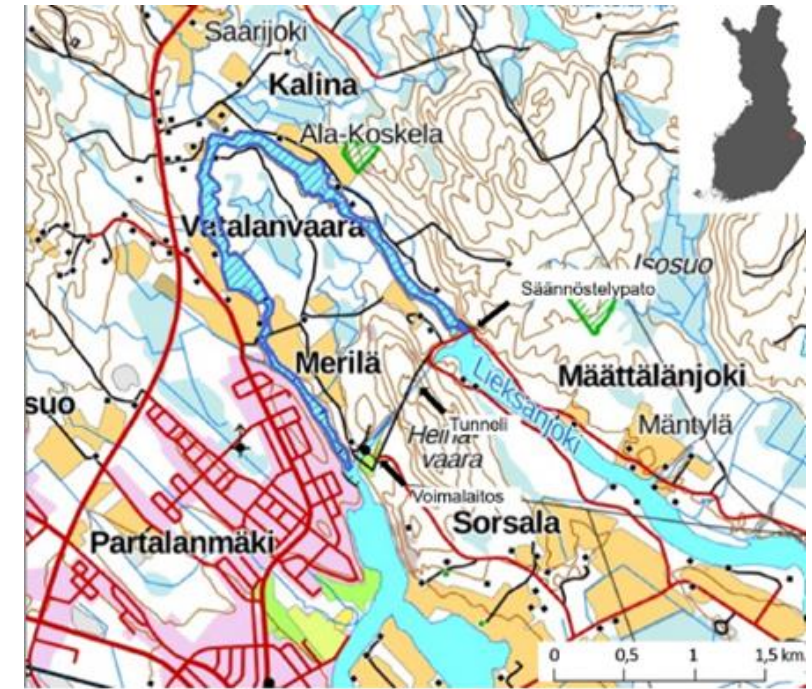 Saarijoki
Kalina
Ala-Koskela
Vatalanvaara
Isosuo
Säännöstelypato
Merilä
Lieksanjoki
Määttälänjoki
suo
Tunneli
Mäntylä
Heinä-
vaara
Voimalaitos
Sorsala
Partalanmäki
0 0,5 1 1,5 km